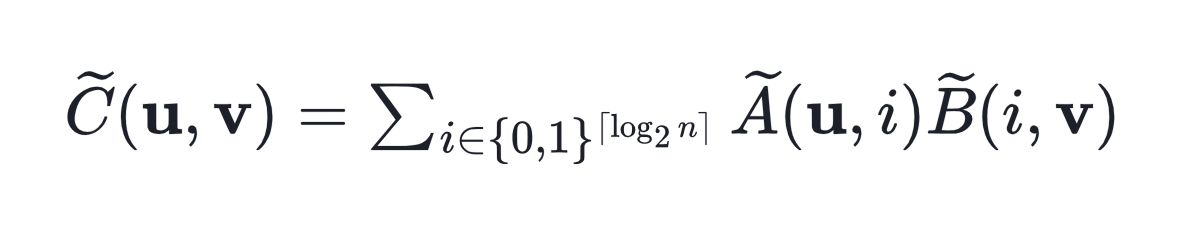 C̃(𝐮, 𝐯) = ∑_{i∈{0,1}^{⌈log₂ n⌉}} Ã(𝐮, i)B̃(i, 𝐯)